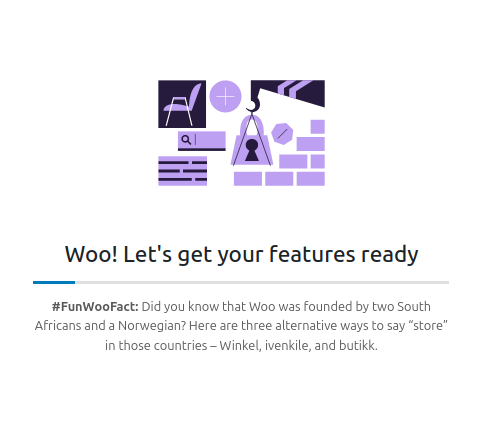 Woo! Let's get your features ready
#FunWooFact: Did you know that Woo was founded by two South
Africans and a Norwegian? Here are three alternative ways to say “store”
in those countries – Winkel, ivenkile, and butikk.